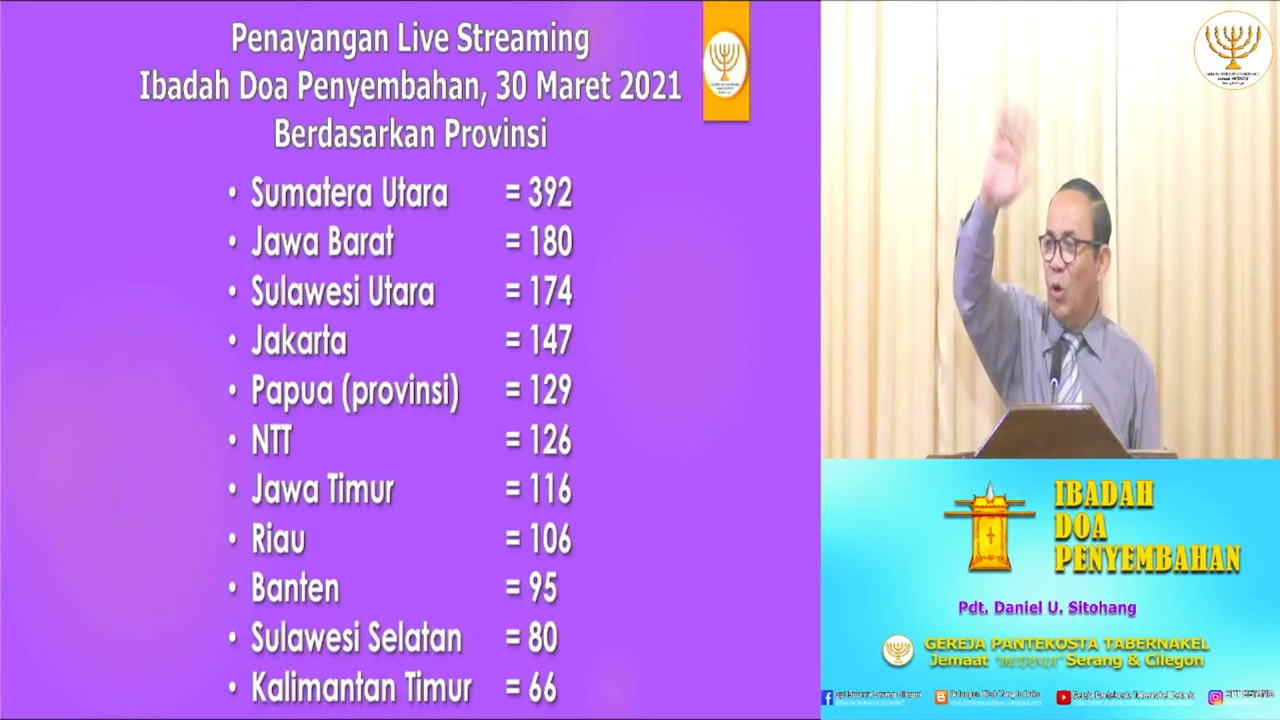 Penayangan Live Streaming
Ibadah Doa Penyembahan, 30 Maret 2021
Berdasarkan Provinsi
• Sumatera Utara = 392
• Jawa Barat = 180
• Sulawesi Utara = 174
• Jakarta = 147
• Papua (provinsi) = 129
• NTT = 126
• Jawa Timur = 116
• Riau = 106
• Banten = 95
• Sulawesi Selatan = 80
• Kalimantan Timur = 66
IBADAH
DOA
PENYEMBAHAN
Pdt. Daniel U. Sitohang
GEREJA PANTEKOSTA TABERNAKEL
Jemaat "BETANIA" Serang & Cilegon